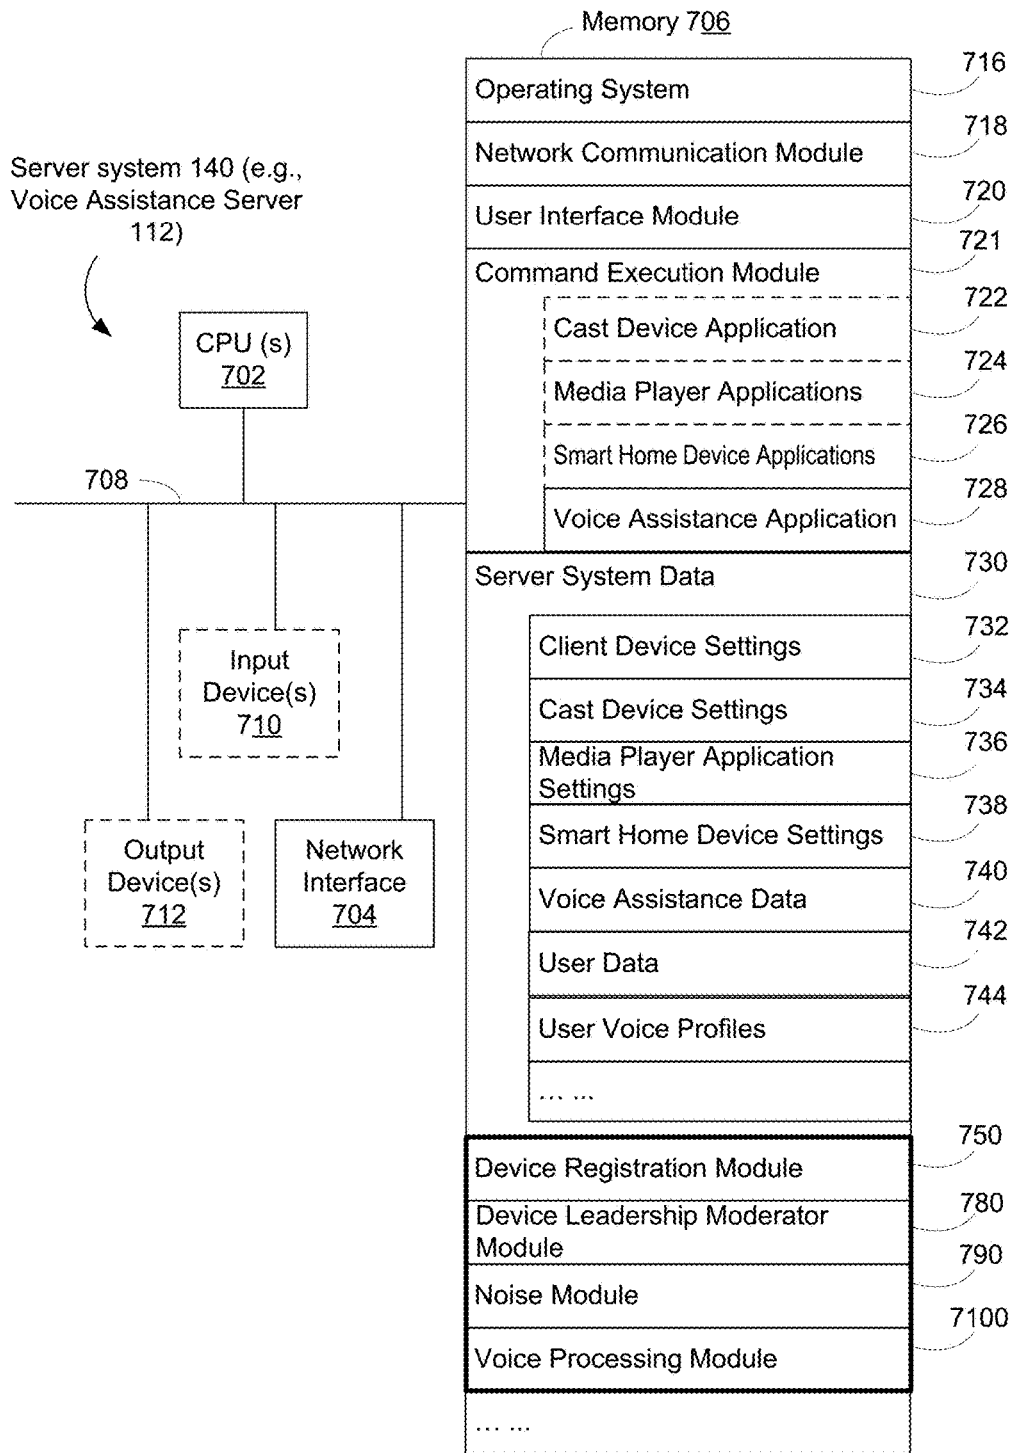 Memory 706
716
Operating System
718
Network Communication Module
Server system 140 (e.g.,
Voice Assistance Server
112)
720
User Interface Module
721
Command Execution Module
722
Cast Device Application
CPU (s)
702
724
Media Player Applications
726
Smart Home Device Applications
708
728
Voice Assistance Application
730
Server System Data
732
Client Device Settings
Input
Device(s)
710
734
Cast Device Settings
736
Media Player Application
Settings
738
Smart Home Device Settings
Output
Device(s)
712
Network
Interface
704
740
Voice Assistance Data
742
User Data
744
User Voice Profiles
... ...
750
Device Registration Module
780
Device Leadership Moderator
Module
790
Noise Module
7100
Voice Processing Module
... ...